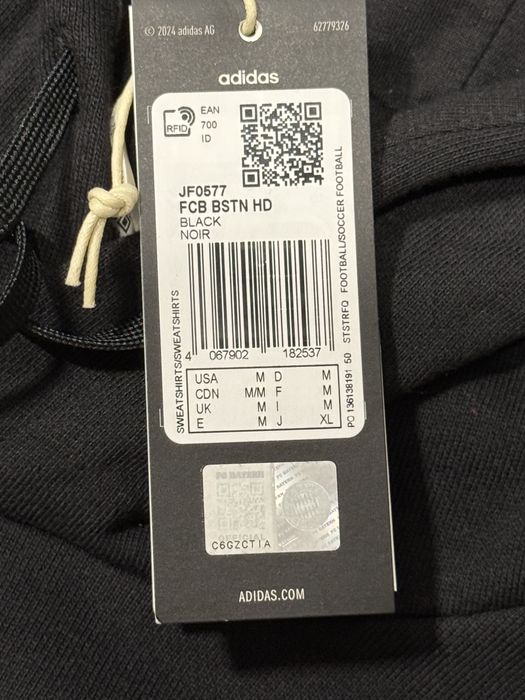 © 2024 adidas AG
62779326
adidas
RFID
EAN
700
ID
JF0577
FCB BSTN HD
BLACK
NOIR
SWEATSHIRTS/SWEATSHIRTS
STSTRFQ FOOTBALL/SOCCER FOOTBALL
4 067902 182537
USA M D M
CDN M/M F M
UK M I M
E M J XL
PO 136138191 50
FC BAYERN
OFFICIAL
C6GZCTIA
ADIDAS.COM